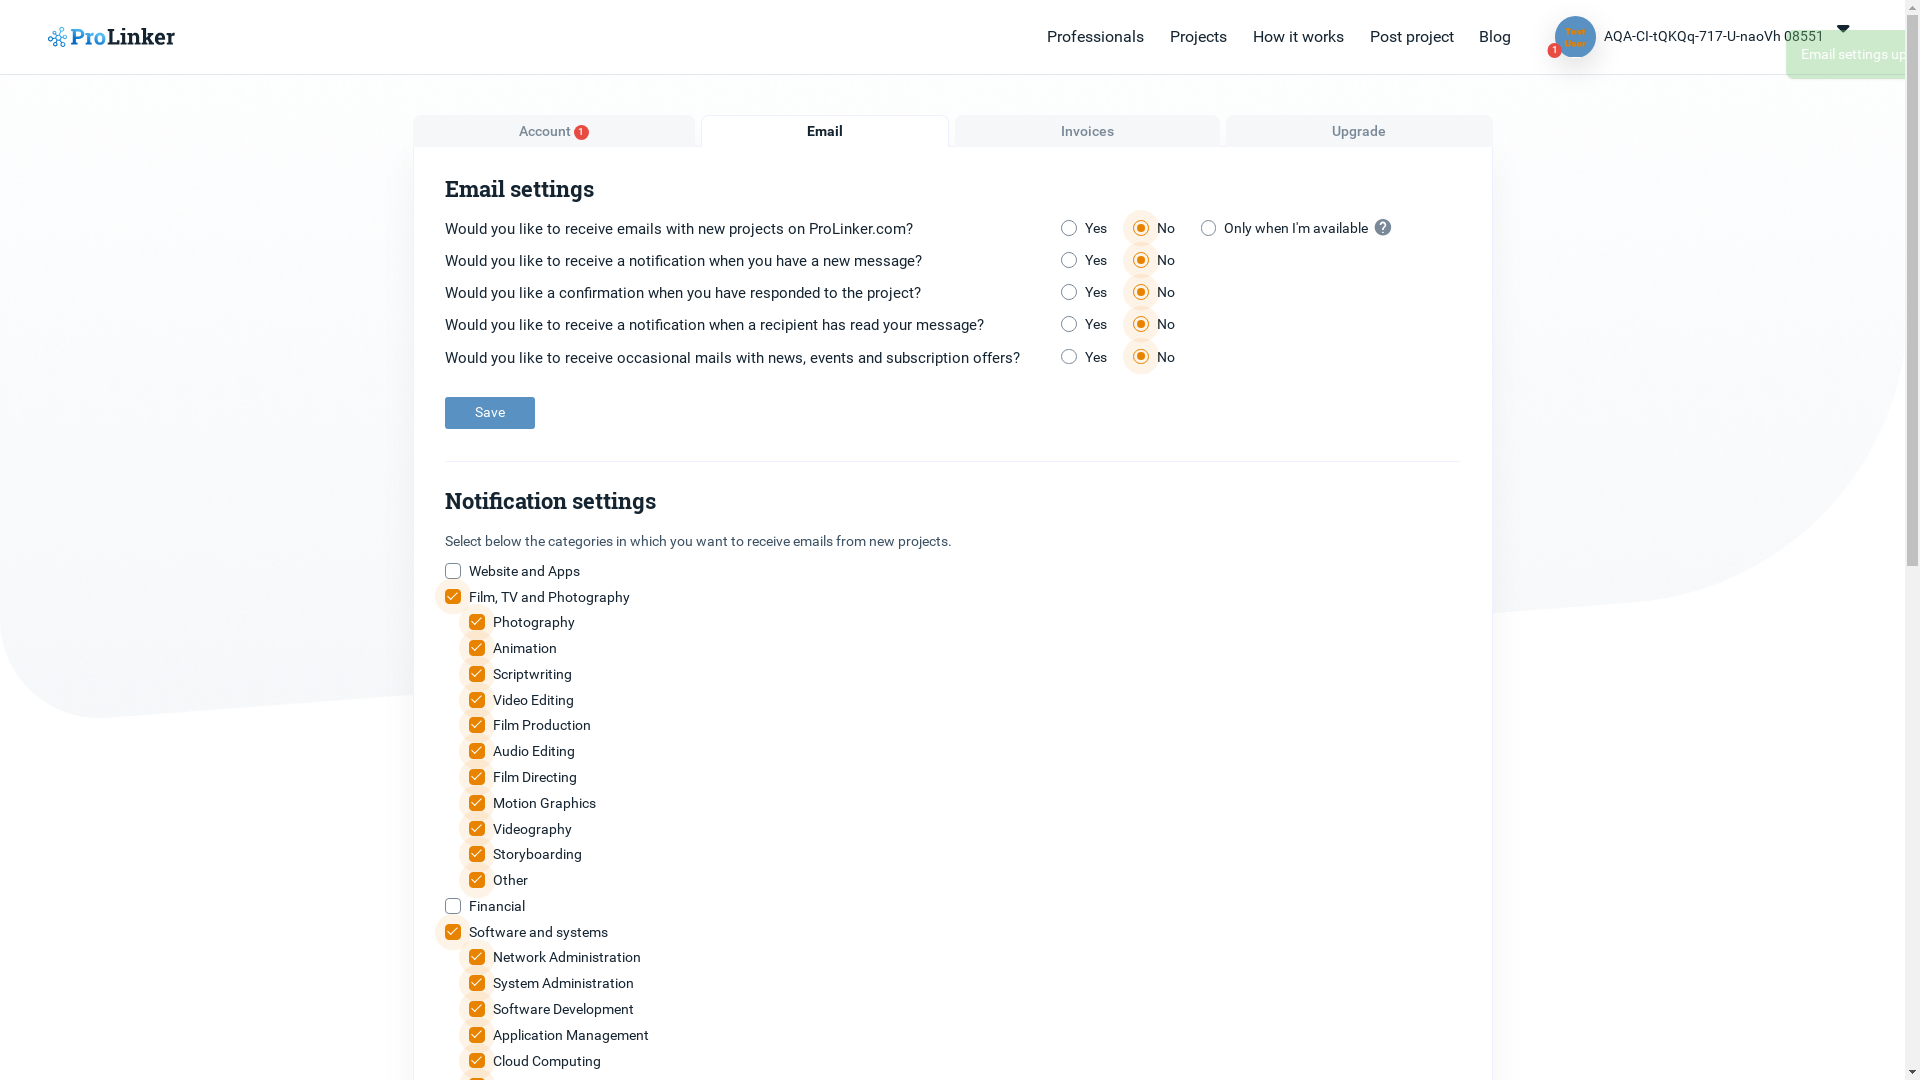 ProLinker
Professionals
Projects
How it works
Post project
Blog
1
AQA-CI-tQKQq-717-U-naoVh 08551
Email settings up
Account 1
Email
Invoices
Upgrade
Email settings
Would you like to receive emails with new projects on ProLinker.com? Yes No Only when I'm available ?
Would you like to receive a notification when you have a new message? Yes No
Would you like a confirmation when you have responded to the project? Yes No
Would you like to receive a notification when a recipient has read your message? Yes No
Would you like to receive occasional mails with news, events and subscription offers? Yes No
Save
Notification settings
Select below the categories in which you want to receive emails from new projects.
Website and Apps
Film, TV and Photography
Photography
Animation
Scriptwriting
Video Editing
Film Production
Audio Editing
Film Directing
Motion Graphics
Videography
Storyboarding
Other
Financial
Software and systems
Network Administration
System Administration
Software Development
Application Management
Cloud Computing